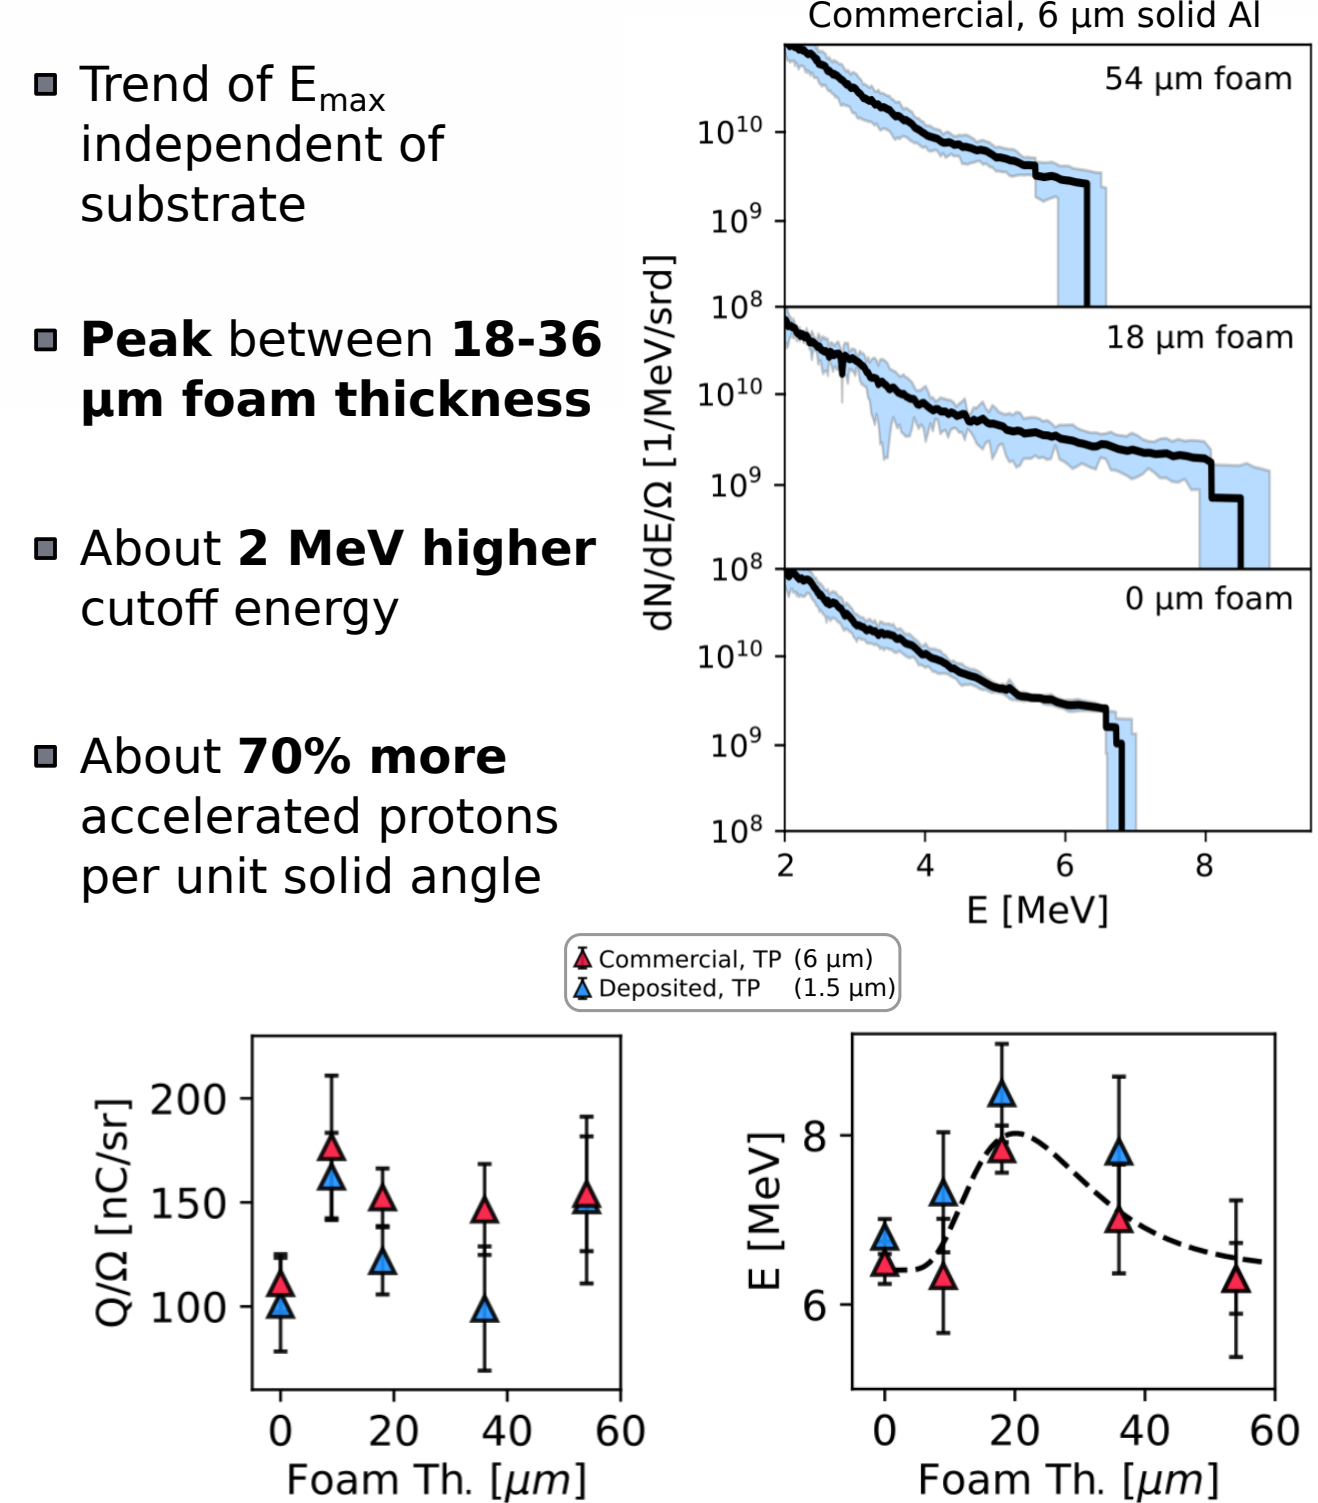 Trend of Emax
independent of
substrate
Peak between 18-36
µm foam thickness
About 2 MeV higher
cutoff energy
About 70% more
accelerated protons
per unit solid angle
Commercial, 6 µm solid Al
54 µm foam
10¹⁰
10⁹
10⁸
18 µm foam
10¹⁰
10⁹
10⁸
0 µm foam
10¹⁰
10⁹
10⁸
dN/dE/Ω [1/MeV/srd]
2 4 6 8
E [MeV]
Commercial, TP (6 µm)
Deposited, TP (1.5 µm)
Q/Ω [nC/sr]
200
150
100
0 20 40 60
Foam Th. [µm]
E [MeV]
8
6
0 20 40 60
Foam Th. [µm]